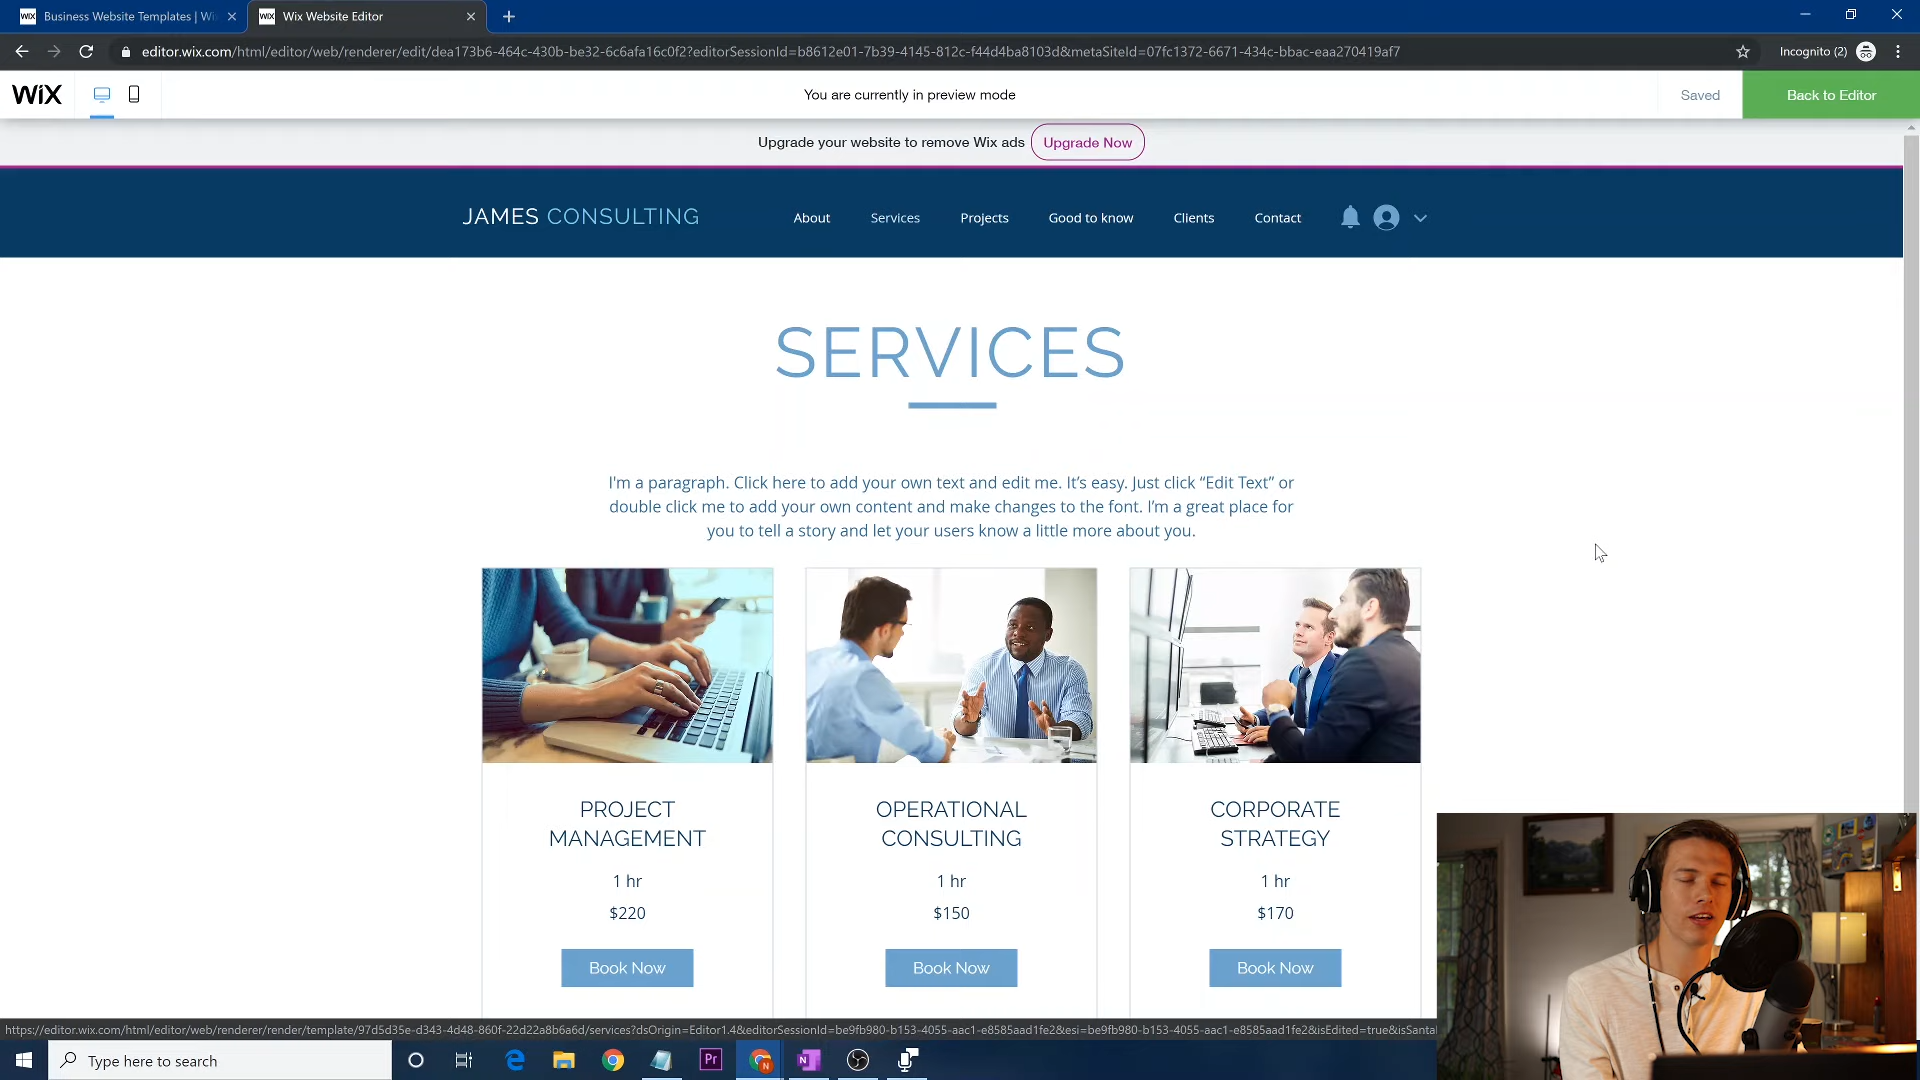 WiX Business Website Templates | Wi
WiX Wix Website Editor
editor.wix.com/html/editor/web/renderer/edit/dea173b6-464c-430b-be32-6c6afa16c0f2?editorSessionId=b8612e01-7b39-4145-812c-f44d4ba8103d&metaSiteId=07fc1372-6671-434c-bbac-eaa270419af7
Incognito (2)
WiX
You are currently in preview mode
Saved
Back to Editor
Upgrade your website to remove Wix ads
Upgrade Now
JAMES CONSULTING
About
Services
Projects
Good to know
Clients
Contact
SERVICES
I'm a paragraph. Click here to add your own text and edit me. It’s easy. Just click “Edit Text” or
double click me to add your own content and make changes to the font. I’m a great place for
you to tell a story and let your users know a little more about you.
PROJECT
MANAGEMENT
1 hr
$220
Book Now
OPERATIONAL
CONSULTING
1 hr
$150
Book Now
CORPORATE
STRATEGY
1 hr
$170
Book Now
https://editor.wix.com/html/editor/web/renderer/render/template/97d5d35e-d343-4d48-860f-22d22a8b6a6d/services?dsOrigin=Editor1.4&editorSessionId=be9fb980-b153-4055-aac1-e8585aad1fe2&esi=be9fb980-b153-4055-aac1-e8585aad1fe2&isEdited=true&isSanta
Type here to search
Pr
N
N